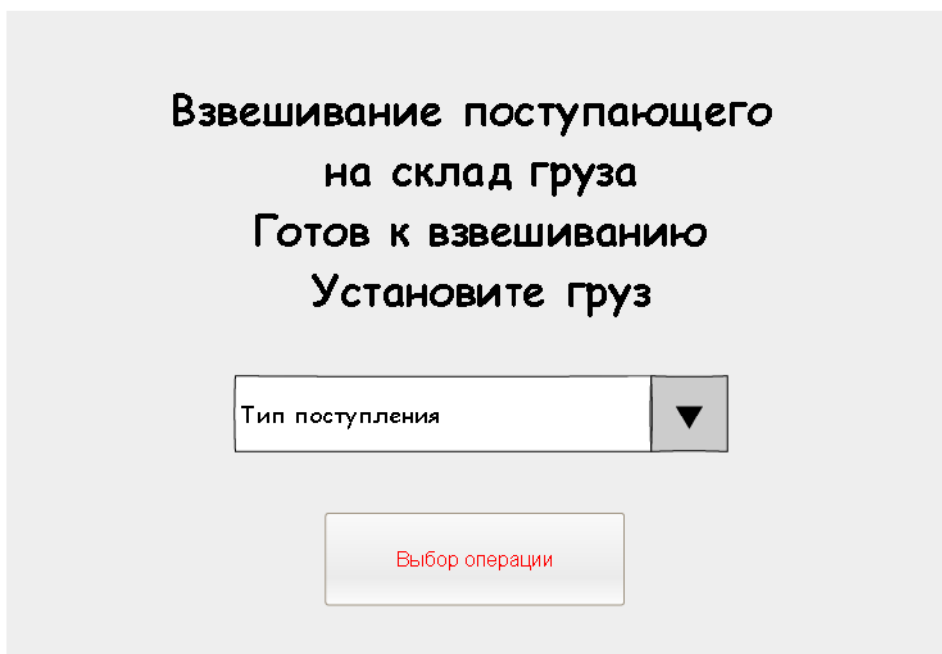 Взвешивание поступающего
на склад груза
Готов к взвешиванию
Установите груз
Тип поступления
Выбор операции